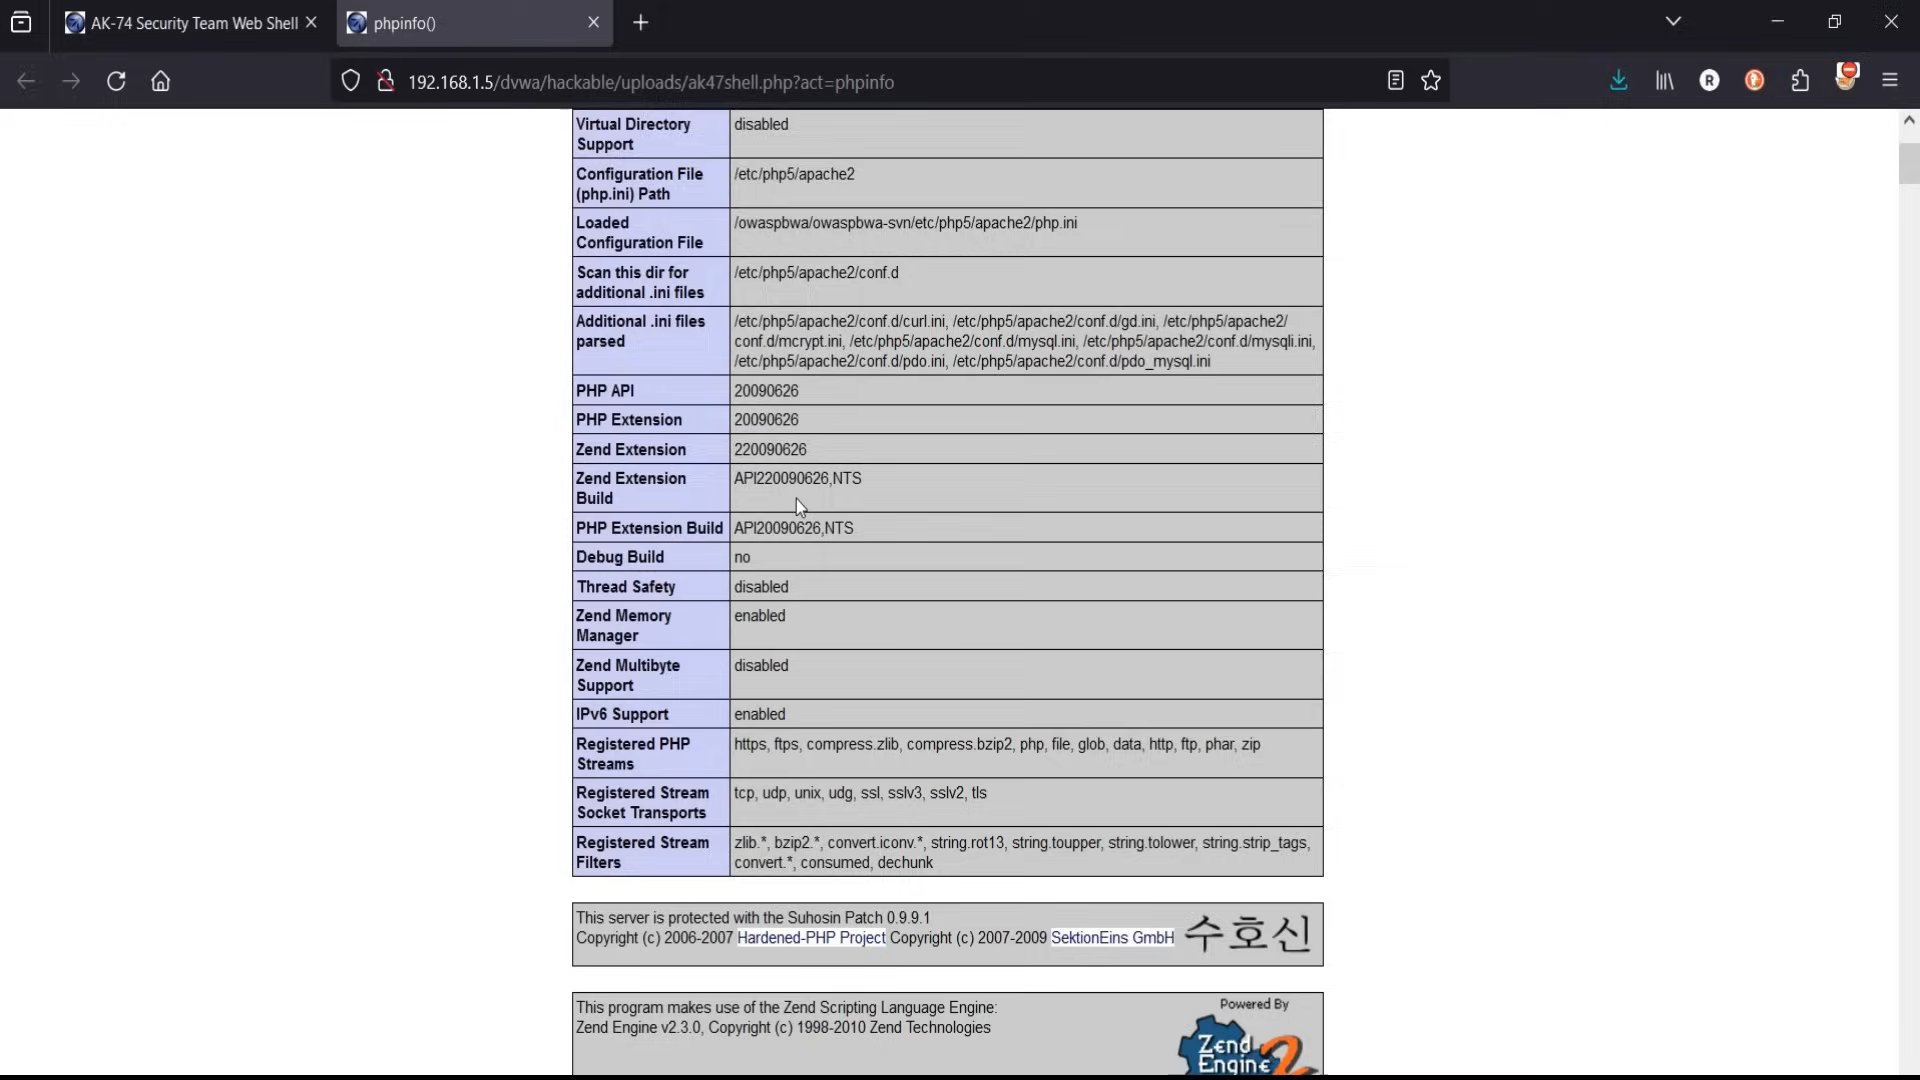 AK-74 Security Team Web Shell
phpinfo()
192.168.1.5/dvwa/hackable/uploads/ak47shell.php?act=phpinfo
R
Virtual Directory
Support
disabled
Configuration File
(php.ini) Path
/etc/php5/apache2
Loaded
Configuration File
/owaspbwa/owaspbwa-svn/etc/php5/apache2/php.ini
Scan this dir for
additional .ini files
/etc/php5/apache2/conf.d
Additional .ini files
parsed
/etc/php5/apache2/conf.d/curl.ini, /etc/php5/apache2/conf.d/gd.ini, /etc/php5/apache2/
conf.d/mcrypt.ini, /etc/php5/apache2/conf.d/mysql.ini, /etc/php5/apache2/conf.d/mysqli.ini,
/etc/php5/apache2/conf.d/pdo.ini, /etc/php5/apache2/conf.d/pdo_mysql.ini
PHP API
20090626
PHP Extension
20090626
Zend Extension
220090626
Zend Extension
Build
API220090626,NTS
PHP Extension Build
API20090626,NTS
Debug Build
no
Thread Safety
disabled
Zend Memory
Manager
enabled
Zend Multibyte
Support
disabled
IPv6 Support
enabled
Registered PHP
Streams
https, ftps, compress.zlib, compress.bzip2, php, file, glob, data, http, ftp, phar, zip
Registered Stream
Socket Transports
tcp, udp, unix, udg, ssl, sslv3, sslv2, tls
Registered Stream
Filters
zlib.*, bzip2.*, convert.iconv.*, string.rot13, string.toupper, string.tolower, string.strip_tags,
convert.*, consumed, dechunk
This server is protected with the Suhosin Patch 0.9.9.1
Copyright (c) 2006-2007 Hardened-PHP Project Copyright (c) 2007-2009 SektionEins GmbH
수호신
This program makes use of the Zend Scripting Language Engine:
Zend Engine v2.3.0, Copyright (c) 1998-2010 Zend Technologies
Powered By
Zend
Engine 2